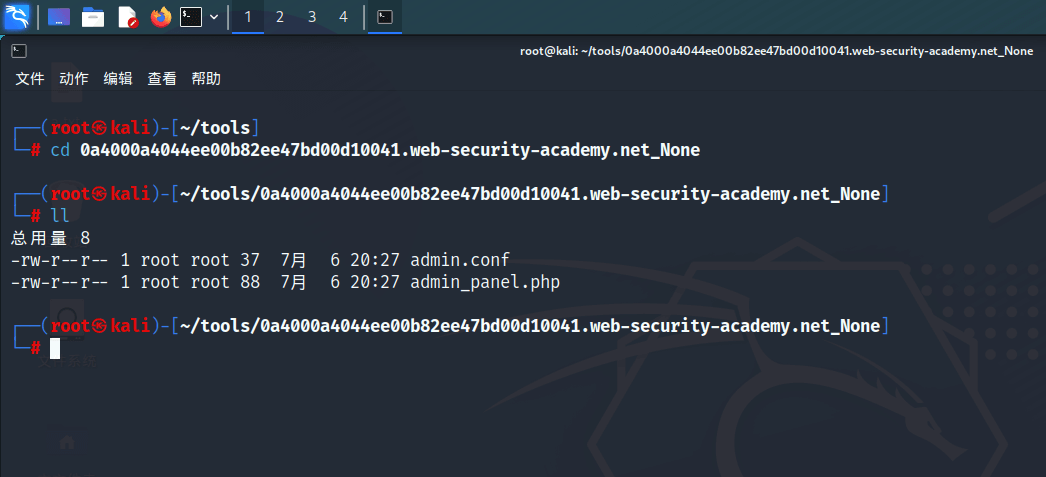 1 2 3 4
root@kali: ~/tools/0a4000a4044ee00b82ee47bd00d10041.web-security-academy.net_None
文件 动作 编辑 查看 帮助
┌──(root㉿kali)-[~/tools]
└─# cd 0a4000a4044ee00b82ee47bd00d10041.web-security-academy.net_None
┌──(root㉿kali)-[~/tools/0a4000a4044ee00b82ee47bd00d10041.web-security-academy.net_None]
└─# ll
总用量 8
-rw-r--r-- 1 root root 37  7月  6 20:27 admin.conf
-rw-r--r-- 1 root root 88  7月  6 20:27 admin_panel.php
┌──(root㉿kali)-[~/tools/0a4000a4044ee00b82ee47bd00d10041.web-security-academy.net_None]
└─#